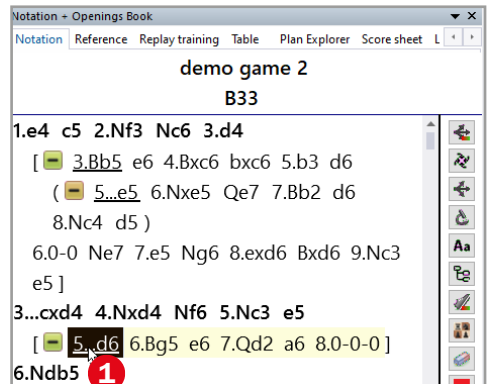 Notation + Openings Book
Notation Reference Replay training Table Plan Explorer Score sheet L
demo game 2
B33
1.e4 c5 2.Nf3 Nc6 3.d4
[ 3.Bb5 e6 4.Bxc6 bxc6 5.b3 d6
( 5...e5 6.Nxe5 Qe7 7.Bb2 d6
8.Nc4 d5 )
6.0-0 Ne7 7.e5 Ng6 8.exd6 Bxd6 9.Nc3
e5 ]
3...cxd4 4.Nxd4 Nf6 5.Nc3 e5
[ 5...d6 6.Bg5 e6 7.Qd2 a6 8.0-0-0 ]
6.Ndb5 1
Aa